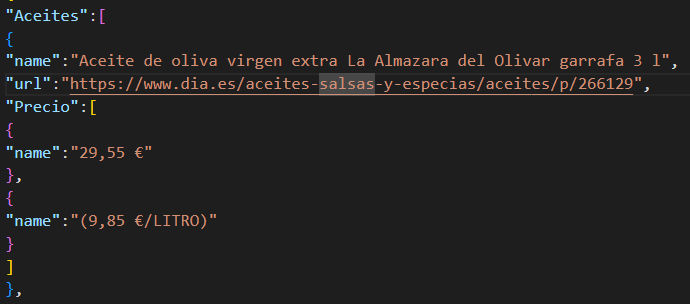 "Aceites":[
{
"name":"Aceite de oliva virgen extra La Almazara del Olivar garrafa 3 l",
"url":"https://www.dia.es/aceites-salsas-y-especias/aceites/p/266129",
"Precio":[
{
"name":"29,55 €"
},
{
"name":"(9,85 €/LITRO)"
}
]
},